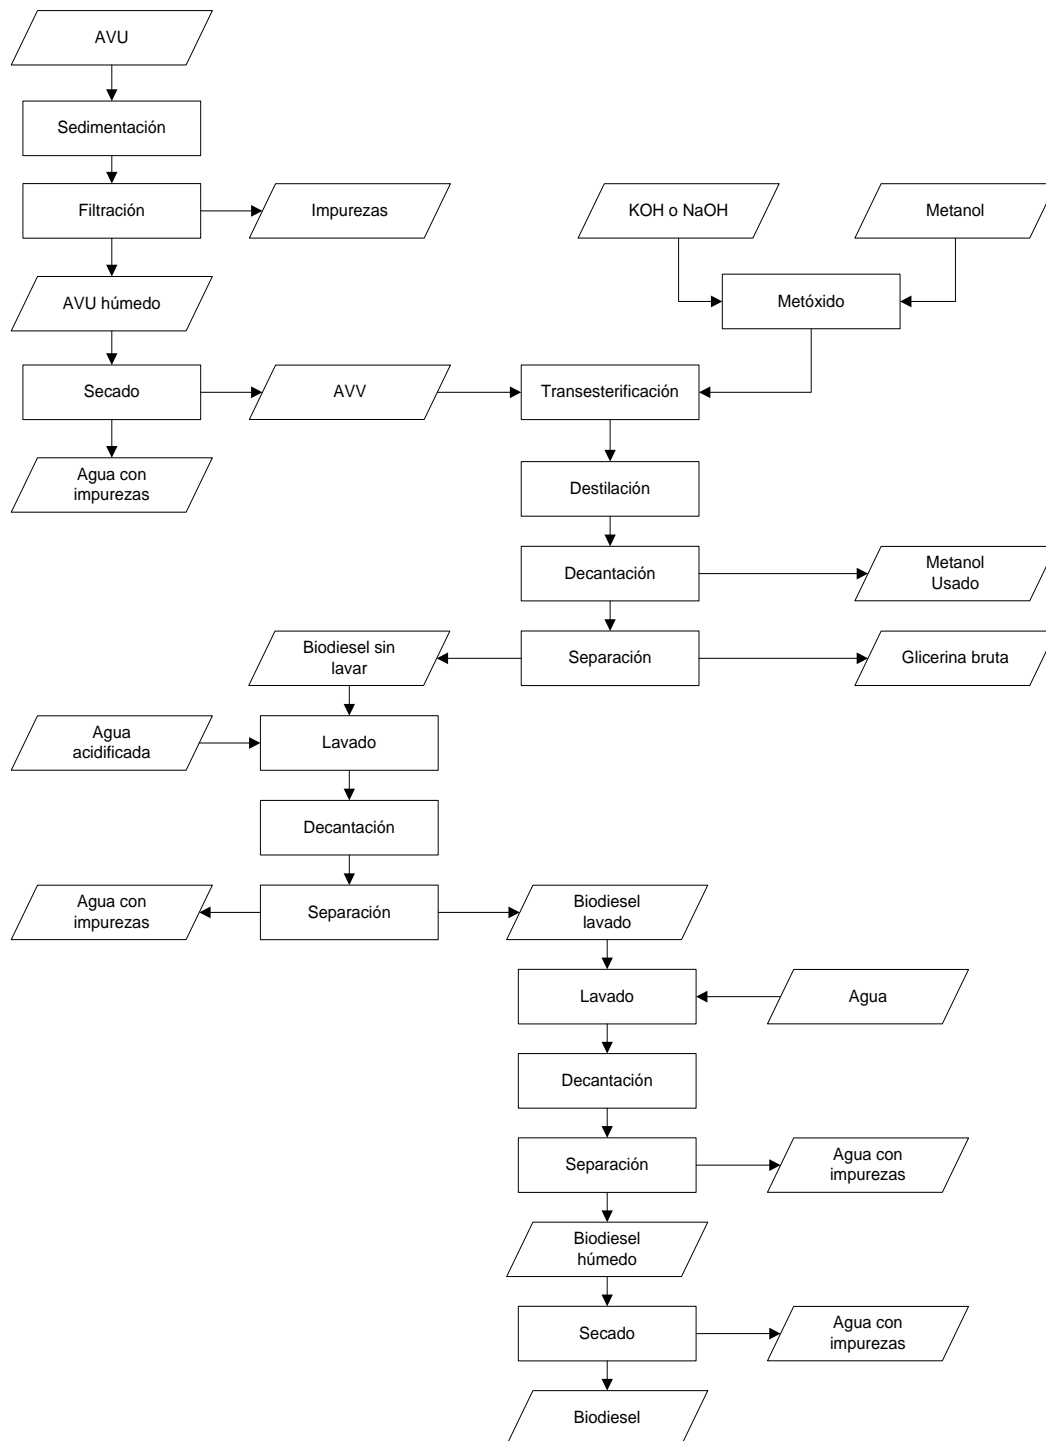 AVU
Sedimentación
Filtración
Impurezas
KOH o NaOH
Metanol
AVU húmedo
Metóxido
Secado
AVV
Transesterificación
Agua con
impurezas
Destilación
Decantación
Metanol
Usado
Biodiesel sin
lavar
Separación
Glicerina bruta
Agua
acidificada
Lavado
Decantación
Agua con
impurezas
Separación
Biodiesel
lavado
Lavado
Agua
Decantación
Separación
Agua con
impurezas
Biodiesel
húmedo
Secado
Agua con
impurezas
Biodiesel